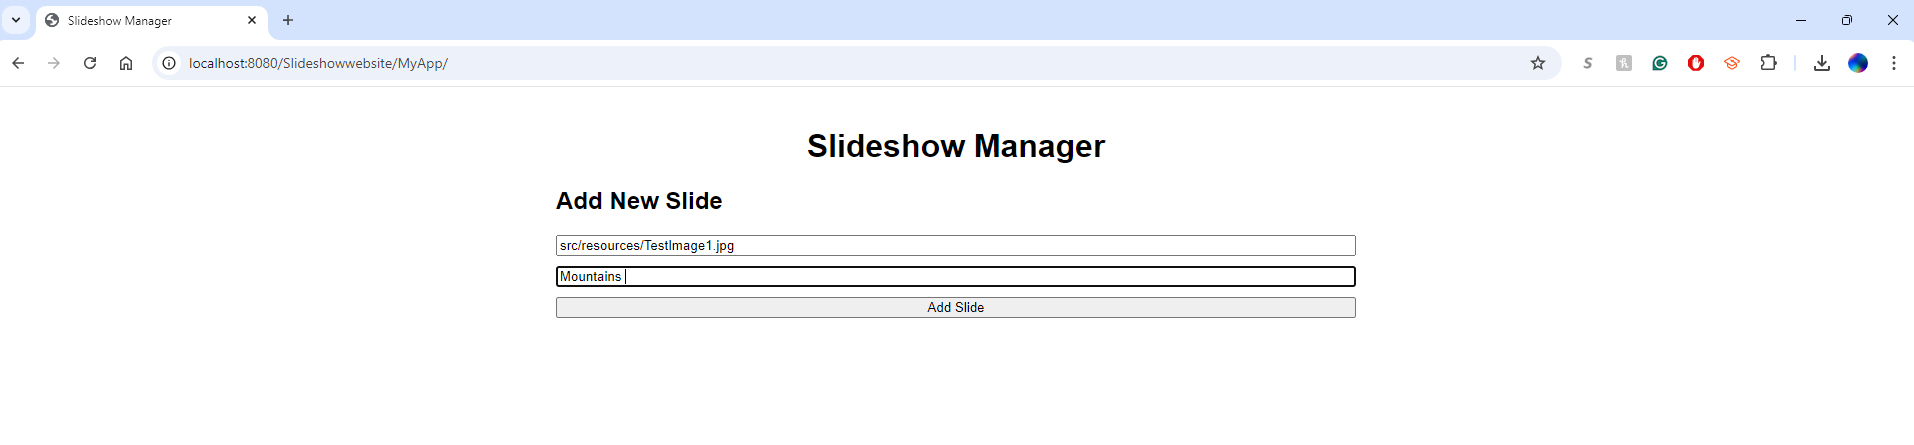 Slideshow Manager
localhost:8080/Slideshowwebsite/MyApp/
Slideshow Manager
Add New Slide
src/resources/TestImage1.jpg
Mountains
Add Slide